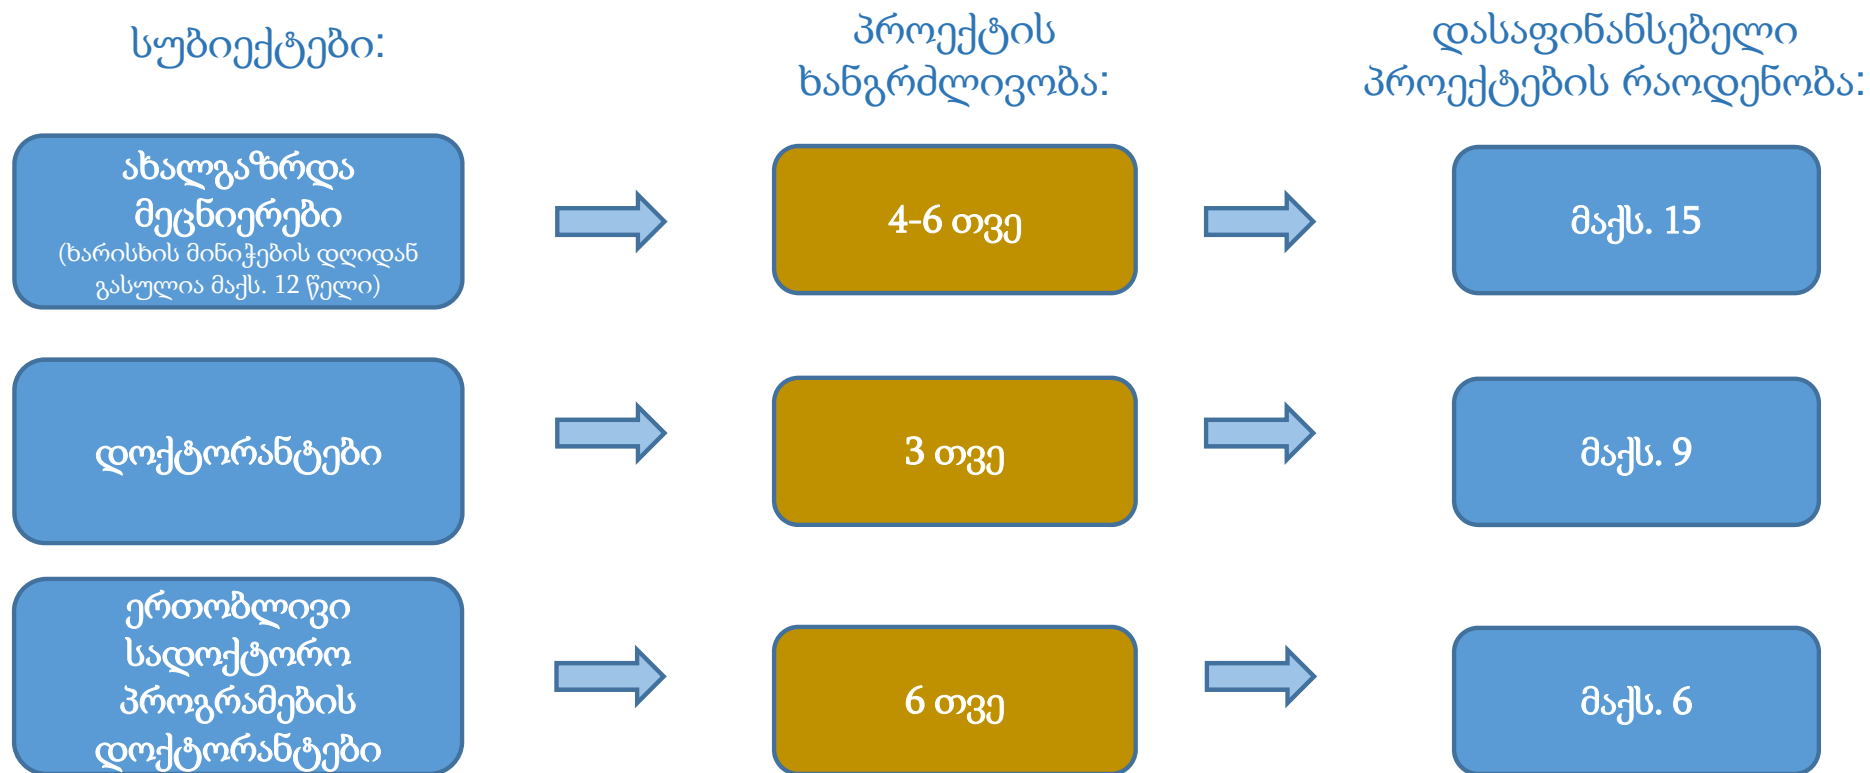 სუბიექტები:
პროექტის
ხანგრძლივობა:
დასაფინანსებელი
პროექტების რაოდენობა:
ახალგაზრდა
მეცნიერები
(ხარისხის მინიჭების დღიდან
გასულია მაქს. 12 წელი)
4-6 თვე
მაქს. 15
დოქტორანტები
3 თვე
მაქს. 9
ერთობლივი
სადოქტორო
პროგრამების
დოქტორანტები
6 თვე
მაქს. 6